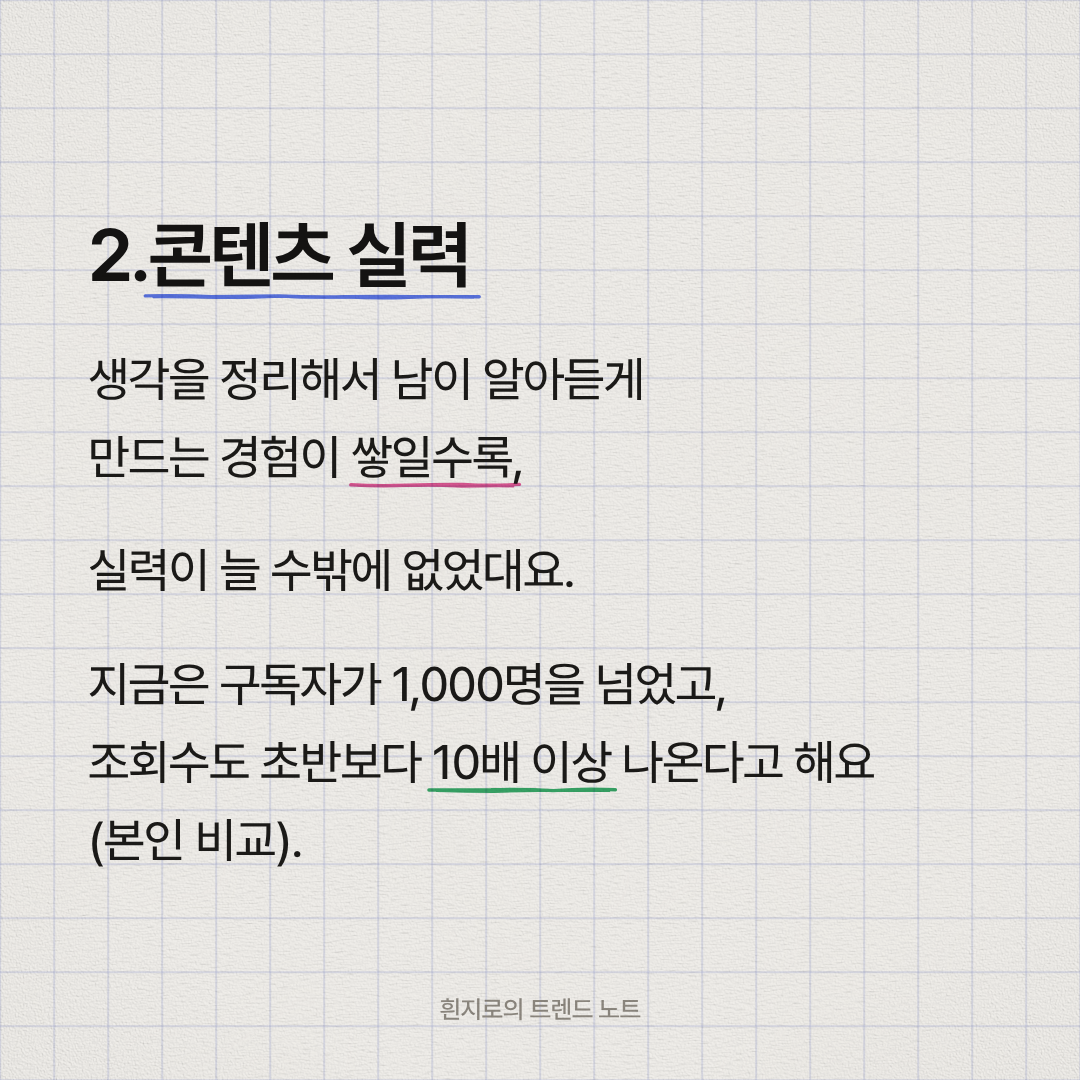 2.콘텐츠 실력
생각을 정리해서 남이 알아듣게
만드는 경험이 쌓일수록,
실력이 늘 수밖에 없었대요.
지금은 구독자가 1,000명을 넘었고,
조회수도 초반보다 10배 이상 나온다고 해요
(본인 비교).
흰지로의 트렌드 노트